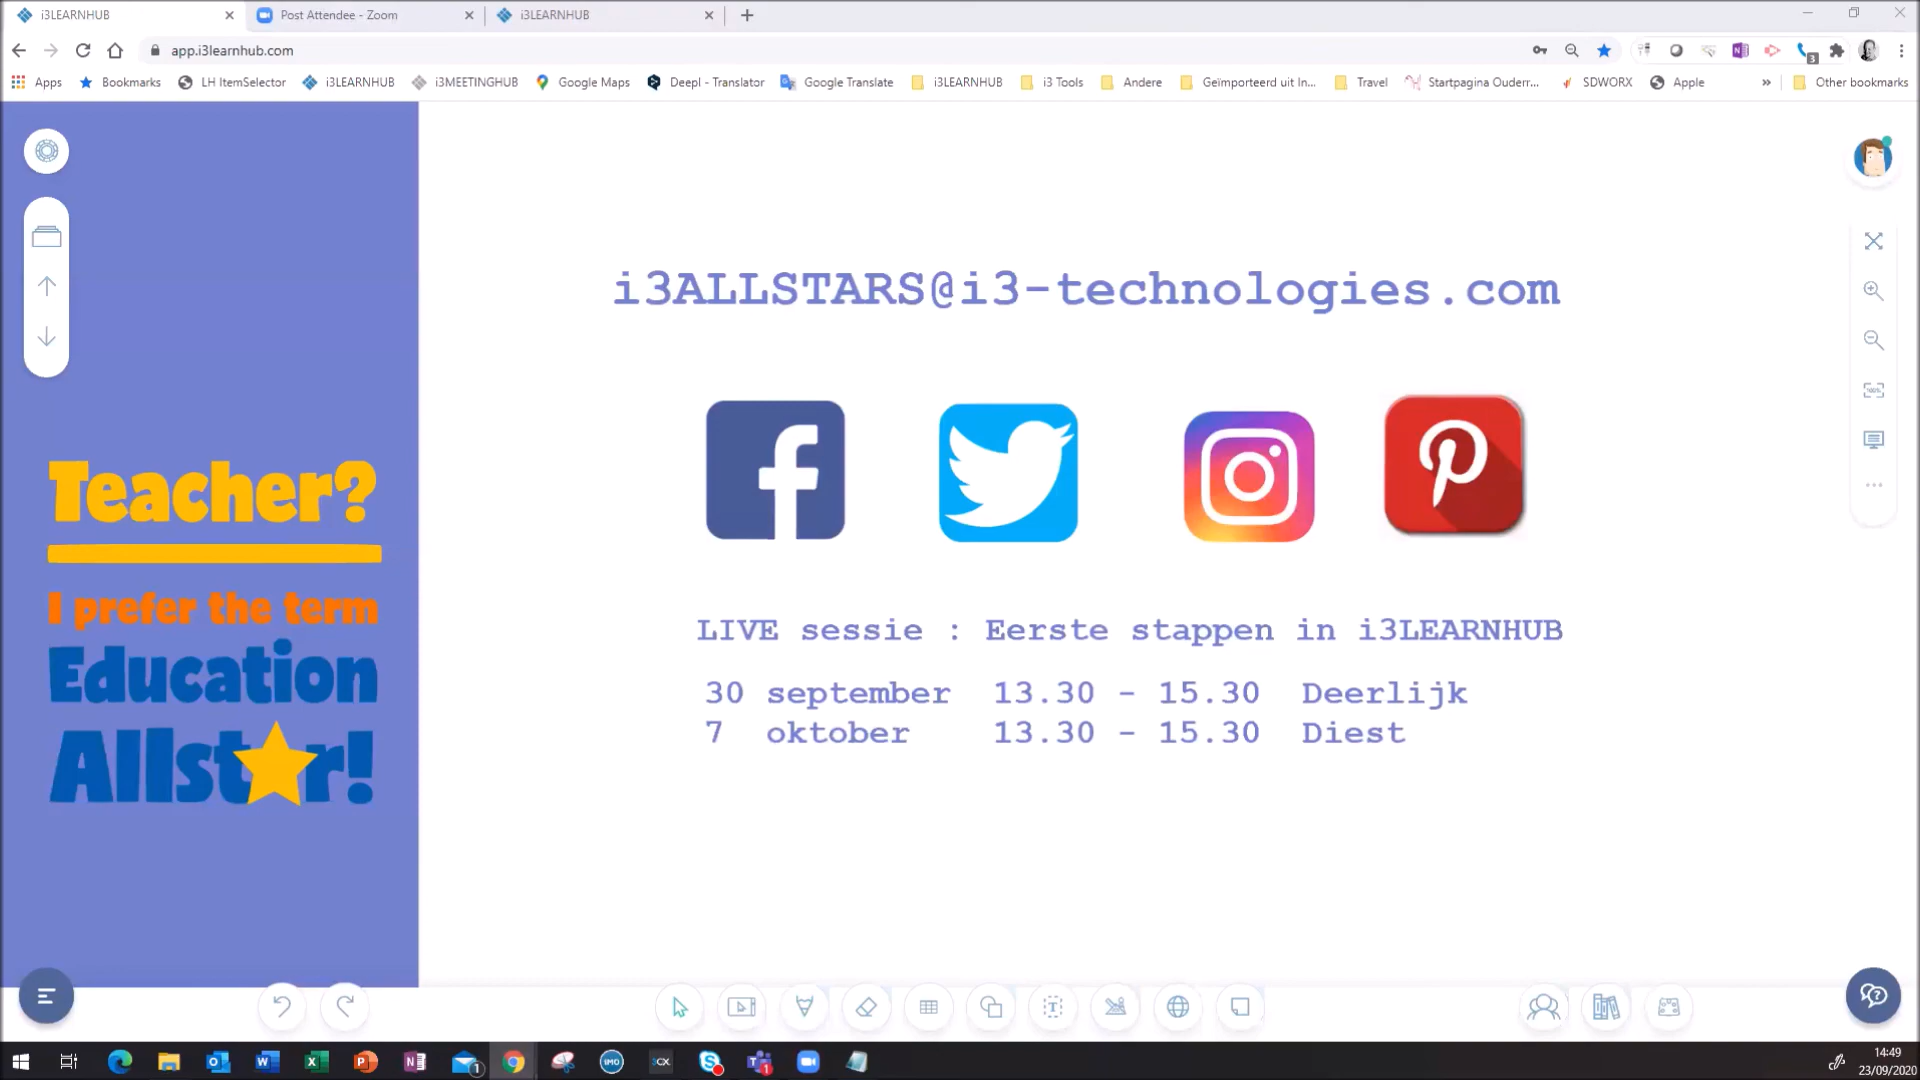 i3LEARNHUB
Post Attendee - Zoom
i3LEARNHUB
app.i3learnhub.com
3
Apps
Bookmarks
LH ItemSelector
i3LEARNHUB
i3MEETINGHUB
Google Maps
Deepl - Translator
Google Translate
i3LEARNHUB
i3 Tools
Andere
Geïmporteerd uit In...
Travel
Startpagina Ouderr...
SDWORX
Apple
»
Other bookmarks
i3ALLSTARS@i3-technologies.com
Teacher?
I prefer the term
Education
Allstar!
LIVE sessie : Eerste stappen in i3LEARNHUB
30 september 13.30 - 15.30 Deerlijk
7 oktober 13.30 - 15.30 Diest
14:49
23/09/2020